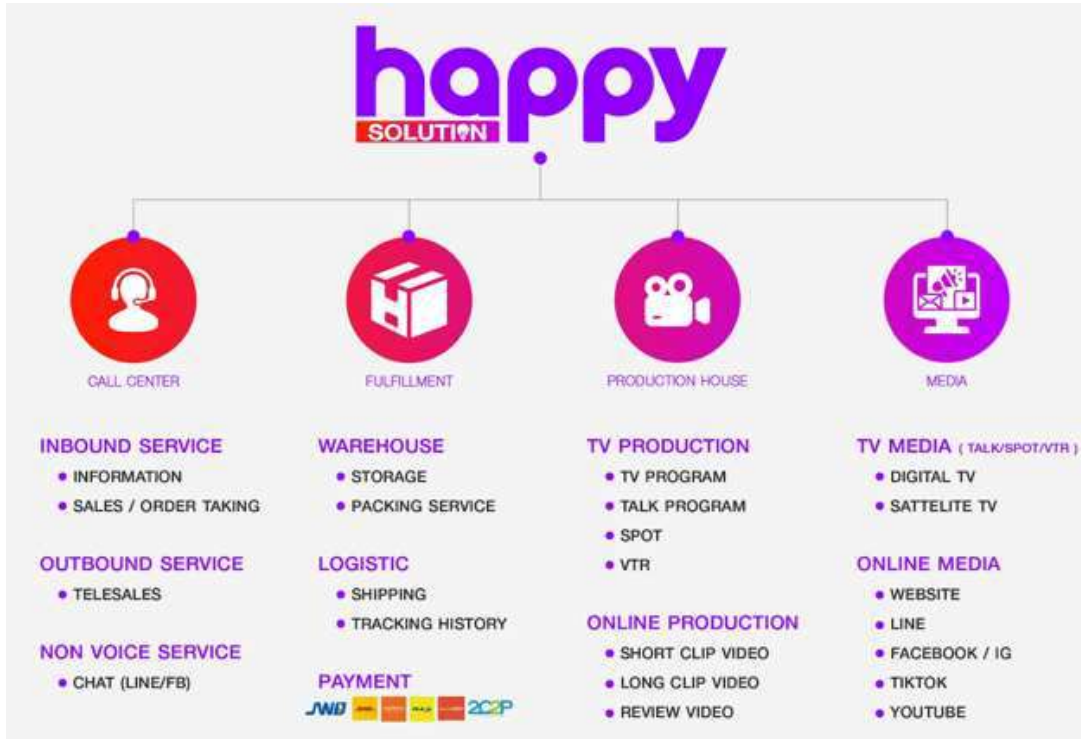 happy
SOLUTION
CALL CENTER
FULFILLMENT
PRODUCTION HOUSE
MEDIA
INBOUND SERVICE
INFORMATION
SALES / ORDER TAKING
OUTBOUND SERVICE
TELESALES
NON VOICE SERVICE
CHAT (LINE/FB)
WAREHOUSE
STORAGE
PACKING SERVICE
LOGISTIC
SHIPPING
TRACKING HISTORY
PAYMENT
JWD
2C2P
TV PRODUCTION
TV PROGRAM
TALK PROGRAM
SPOT
VTR
ONLINE PRODUCTION
SHORT CLIP VIDEO
LONG CLIP VIDEO
REVIEW VIDEO
TV MEDIA ( TALK/SPOT/VTR )
DIGITAL TV
SATTELITE TV
ONLINE MEDIA
WEBSITE
LINE
FACEBOOK / IG
TIKTOK
YOUTUBE